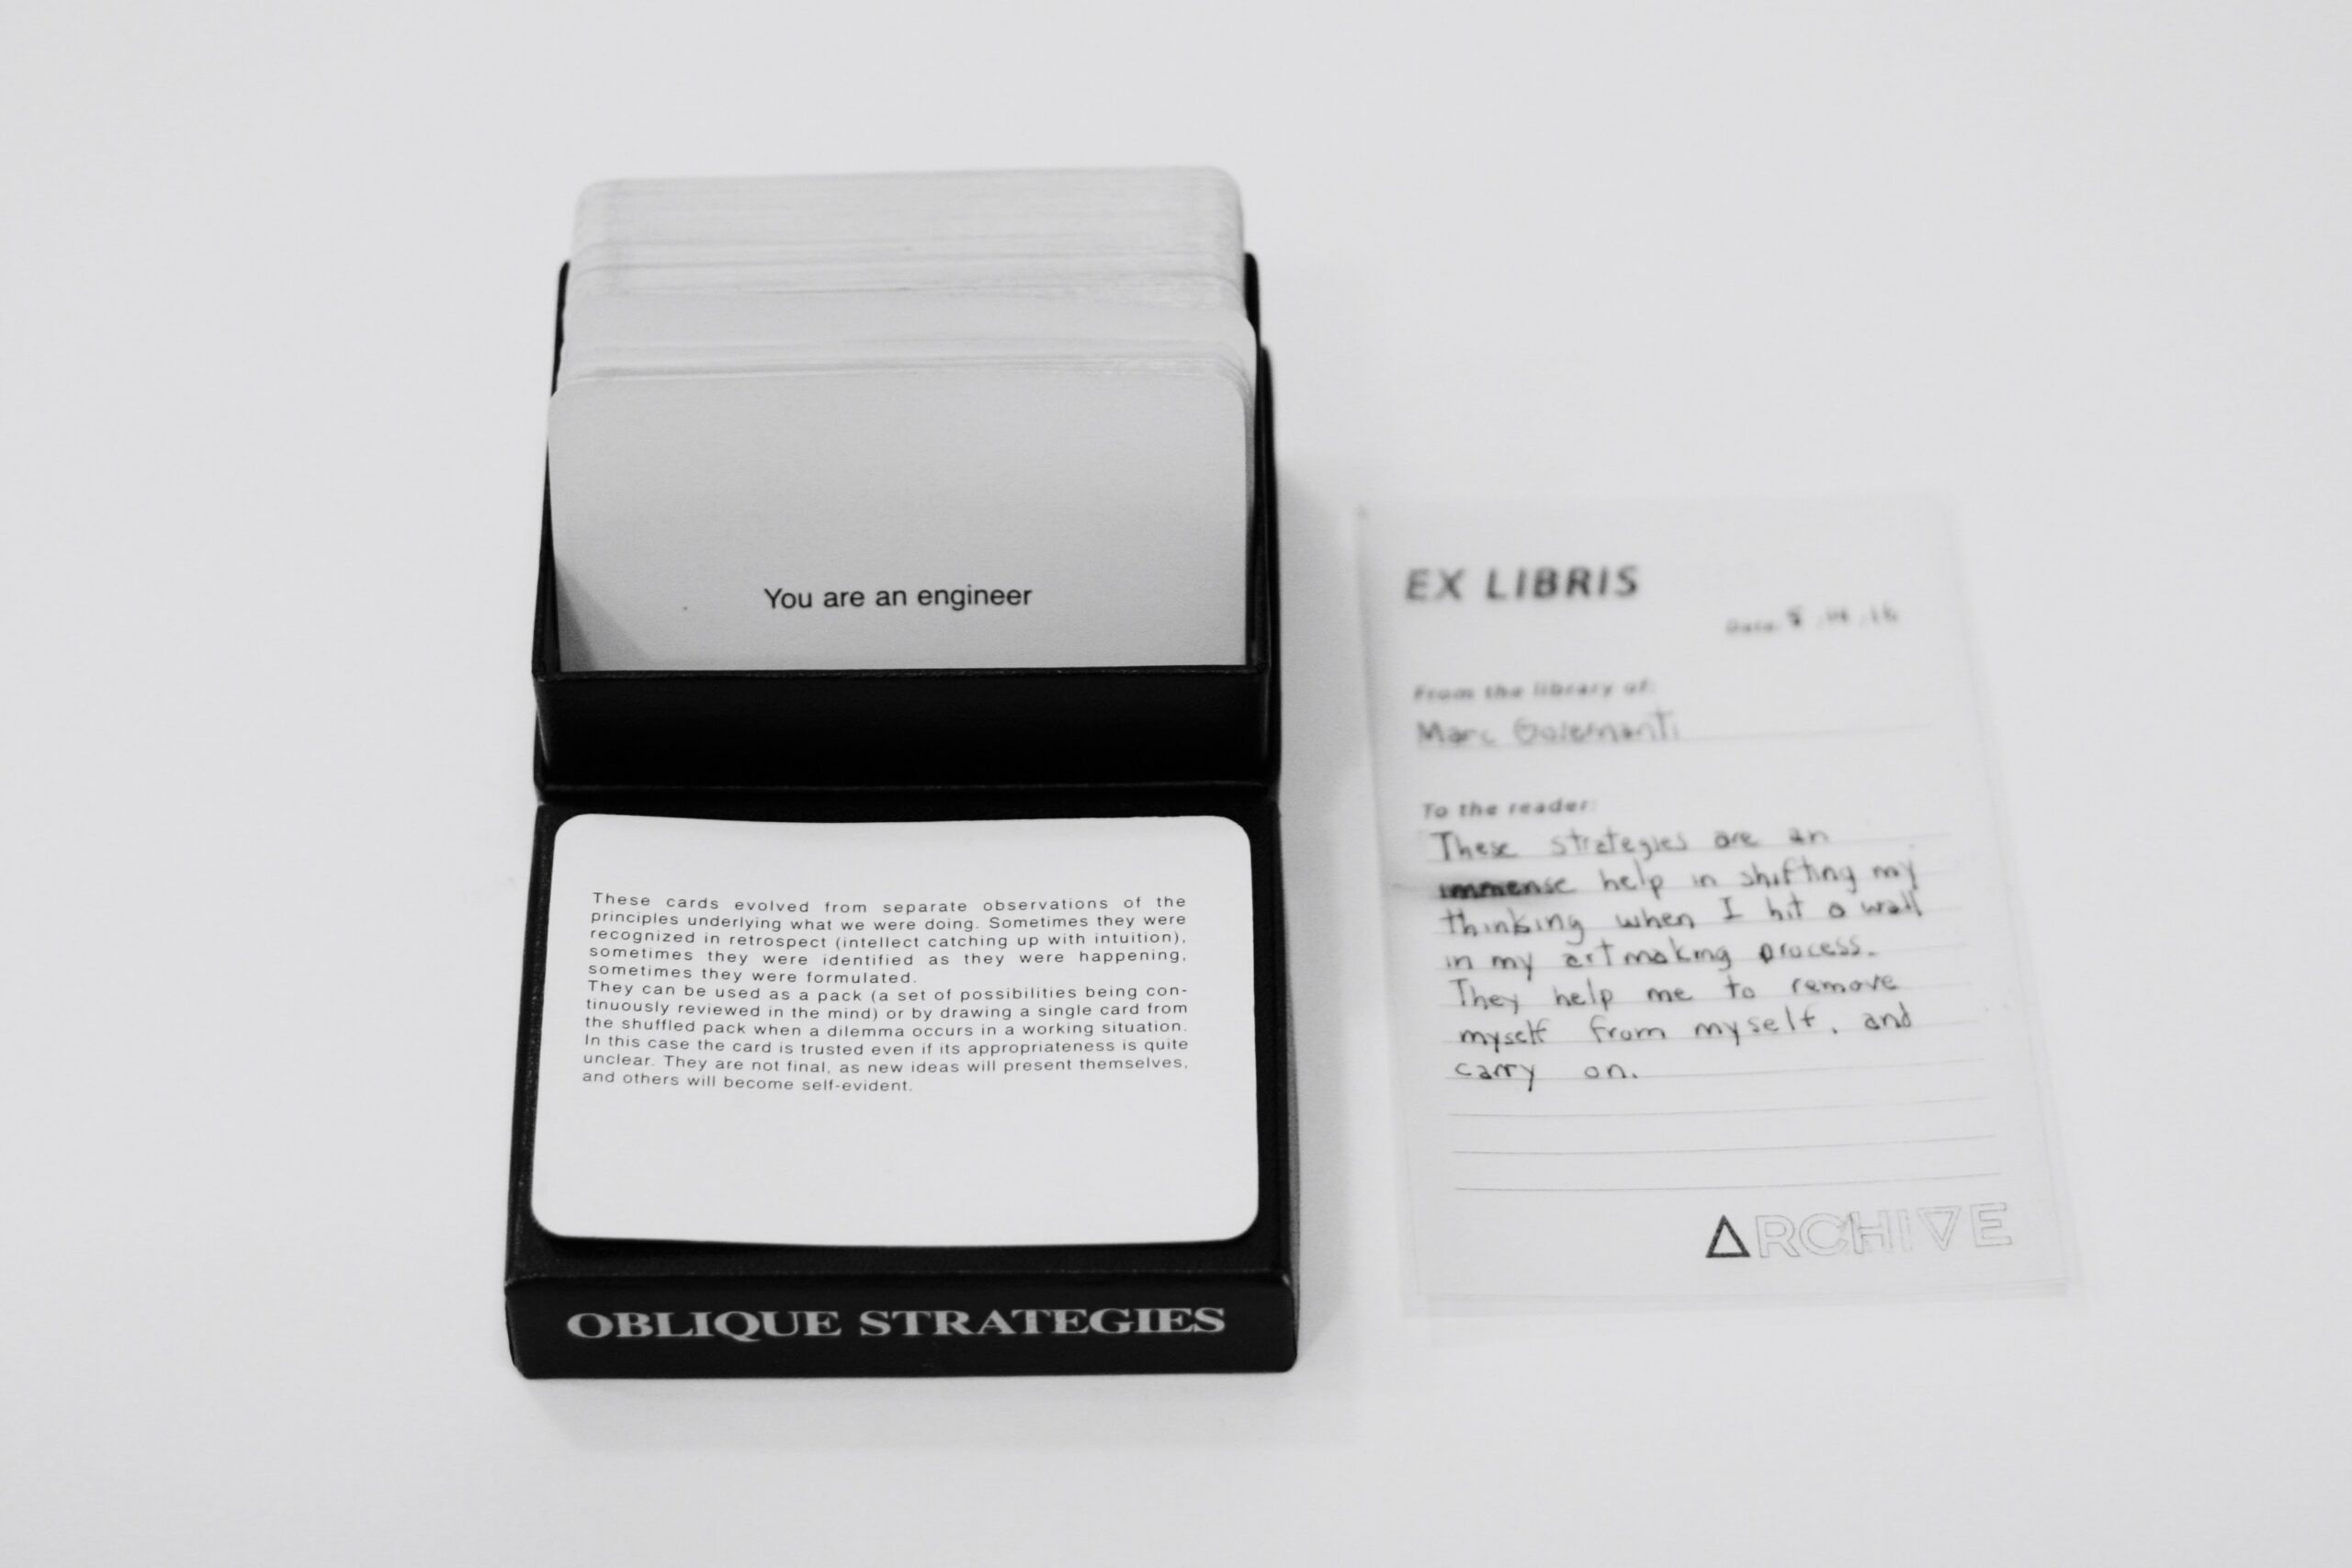 You are an engineer
These cards evolved from separate observations of the
principles underlying what we were doing. Sometimes they were
recognized in retrospect (intellect catching up with intuition),
sometimes they were identified as they were happening,
sometimes they were formulated.
They can be used as a pack (a set of possibilities being con-
tinuously reviewed in the mind) or by drawing a single card from
the shuffled pack when a dilemma occurs in a working situation.
In this case the card is trusted even if its appropriateness is quite
unclear. They are not final, as new ideas will present themselves,
and others will become self-evident.
OBLIQUE STRATEGIES
EX LIBRIS
Date:
From the library of:
Marc
To the reader:
These strategies are an
immense help in shifting my
thinking when I hit a wall
in my artmaking process.
They help me to remove
myself from myself, and
carry on.
ARCHIVE